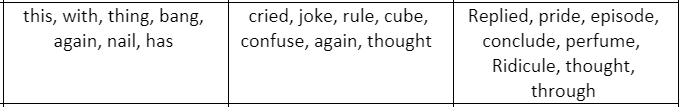 this, with, thing, bang,
again, nail, has
cried, joke, rule, cube,
confuse, again, thought
Replied, pride, episode,
conclude, perfume,
Ridicule, thought,
through